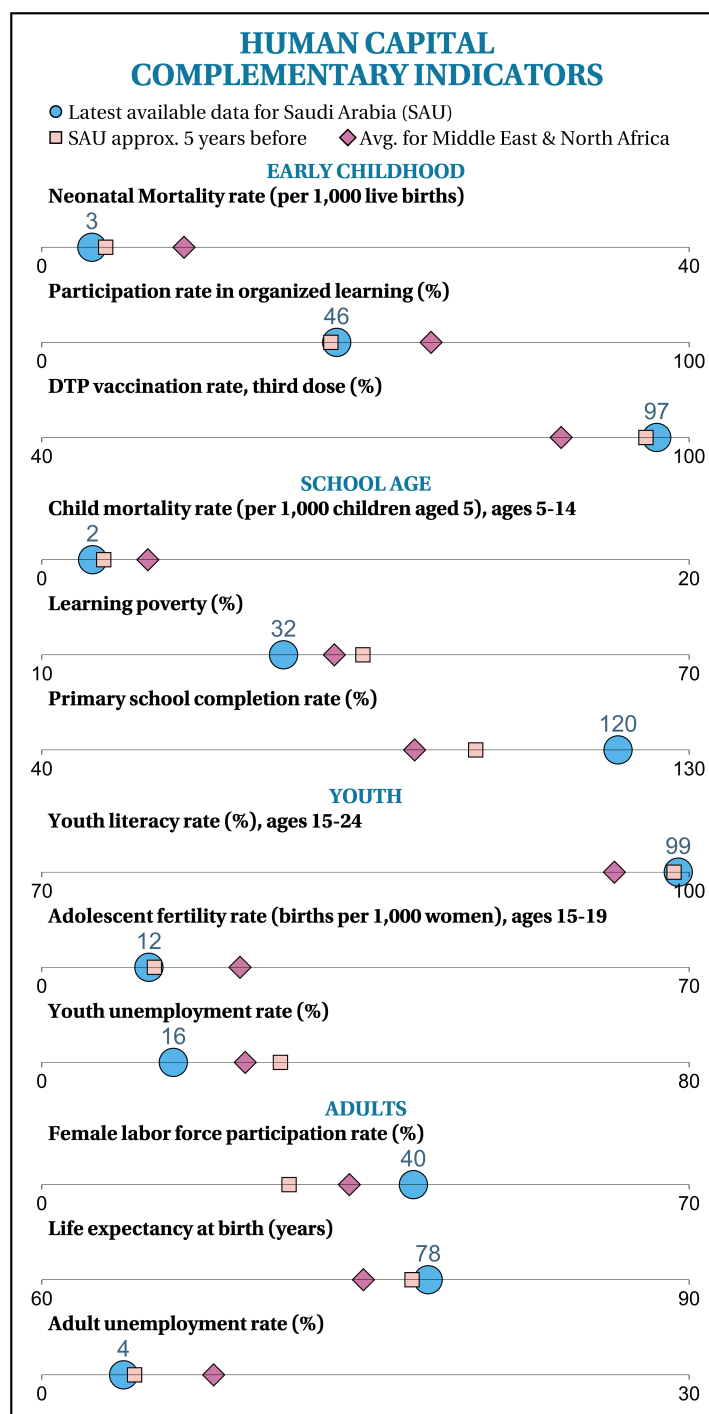 HUMAN CAPITAL
COMPLEMENTARY INDICATORS
Latest available data for Saudi Arabia (SAU)
SAU approx. 5 years before Avg. for Middle East & North Africa
EARLY CHILDHOOD
Neonatal Mortality rate (per 1,000 live births)
3
0 40
Participation rate in organized learning (%)
46
0 100
DTP vaccination rate, third dose (%)
97
40 100
SCHOOL AGE
Child mortality rate (per 1,000 children aged 5), ages 5-14
2
0 20
Learning poverty (%)
32
10 70
Primary school completion rate (%)
120
40 130
YOUTH
Youth literacy rate (%), ages 15-24
99
70 100
Adolescent fertility rate (births per 1,000 women), ages 15-19
12
0 70
Youth unemployment rate (%)
16
0 80
ADULTS
Female labor force participation rate (%)
40
0 70
Life expectancy at birth (years)
78
60 90
Adult unemployment rate (%)
4
0 30